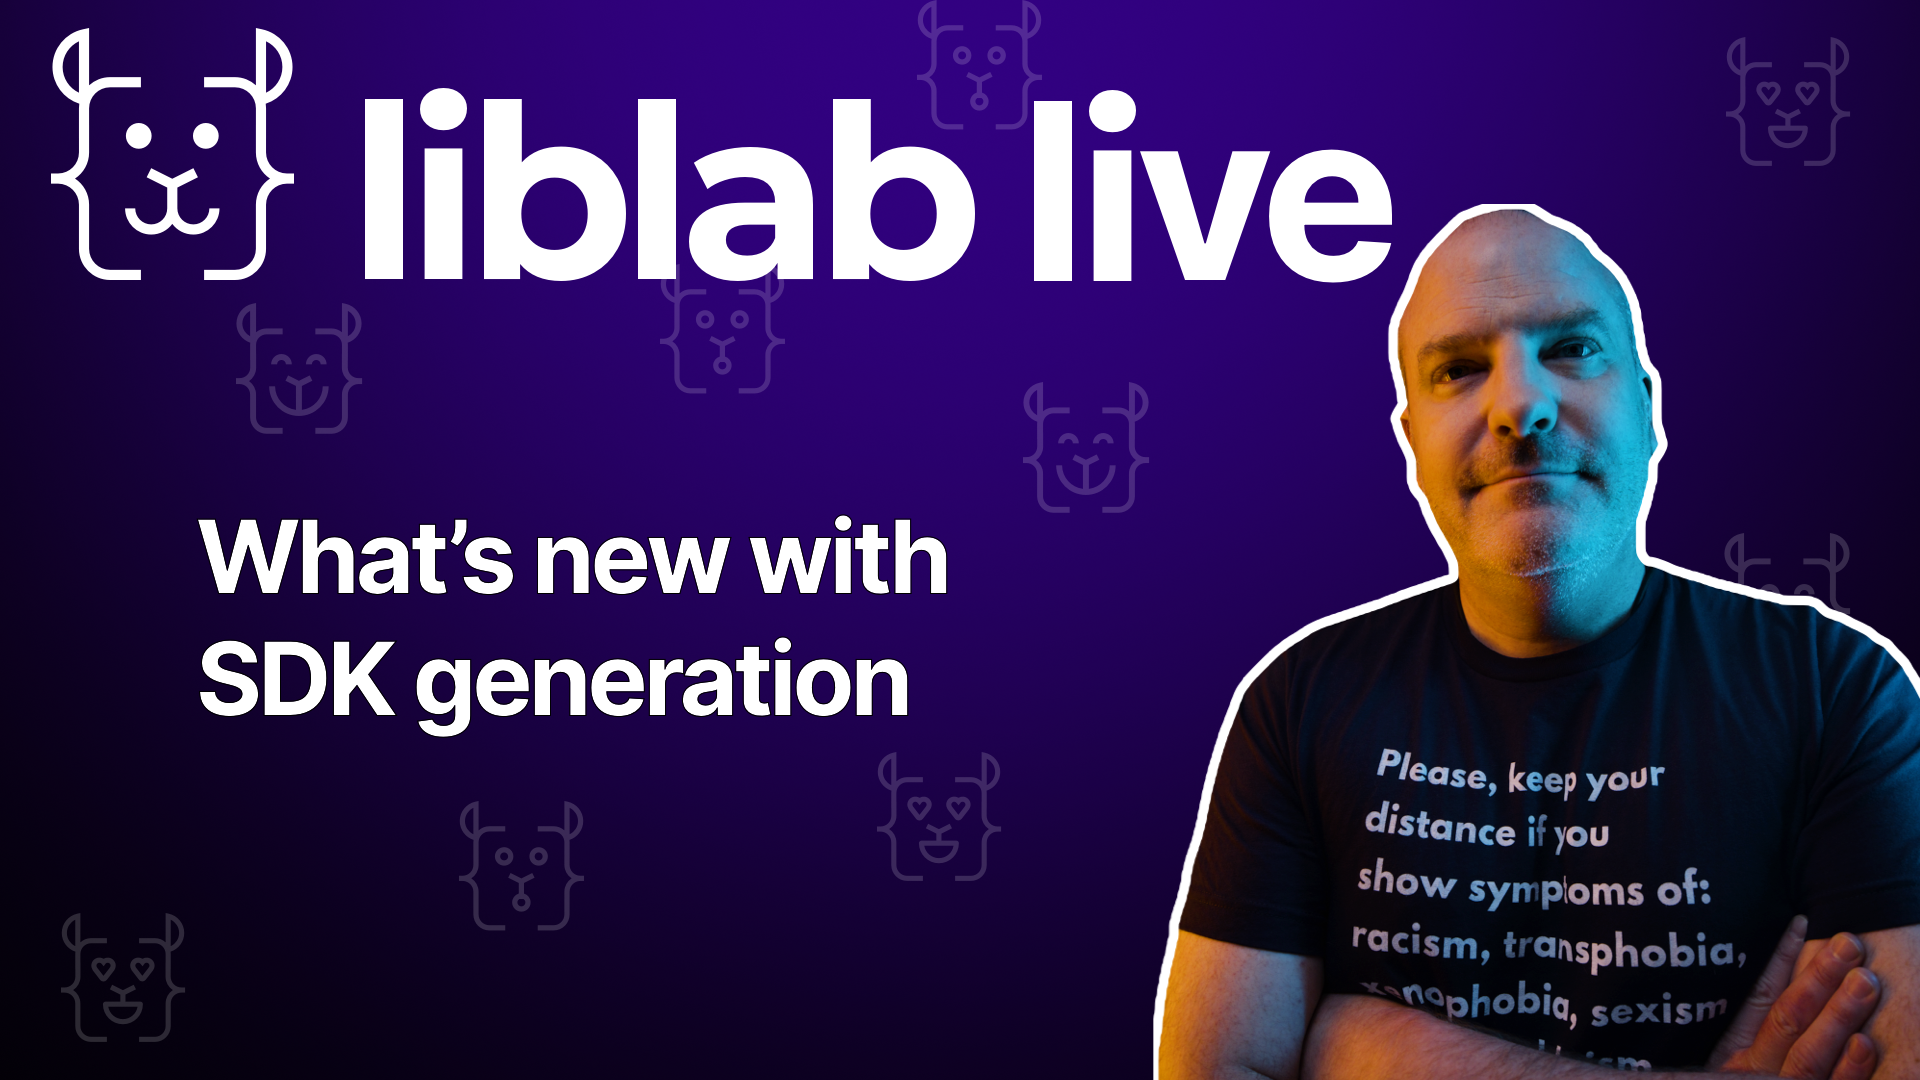 liblab live
What’s new with
SDK generation
Please, keep your
distance if you
show symptoms of:
racism, transphobia,
xenophobia, sexism